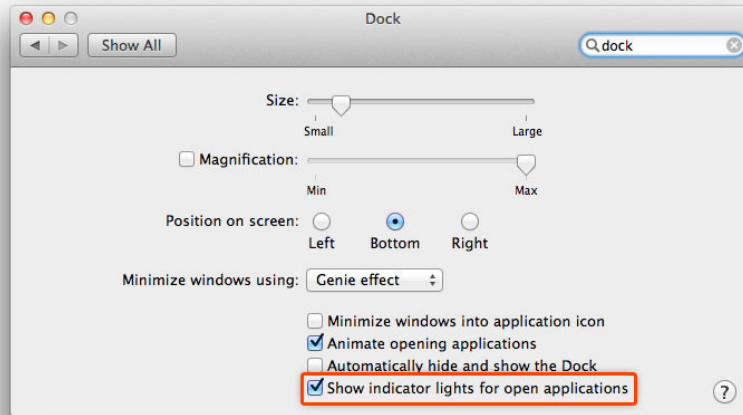 Dock
Show All
dock
Size:
Small Large
Magnification:
Min Max
Position on screen:
Left Bottom Right
Minimize windows using: Genie effect
Minimize windows into application icon
Animate opening applications
Automatically hide and show the Dock
Show indicator lights for open applications
?